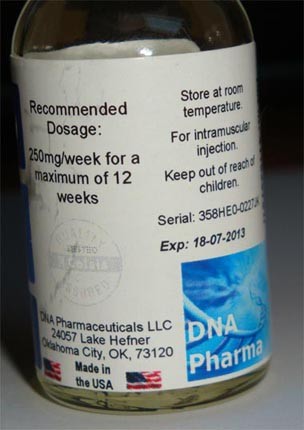 Recommended
Dosage:
250mg/week for a
maximum of 12
weeks
Store at room
temperature.
For intramuscular
injection.
Keep out of reach of
children.
Serial: 358HE0-0227JK
Exp: 18-07-2013
DNA Pharmaceuticals LLC
24057 Lake Hefner
Oklahoma City, OK, 73120
Made in
the USA
DNA
Pharma